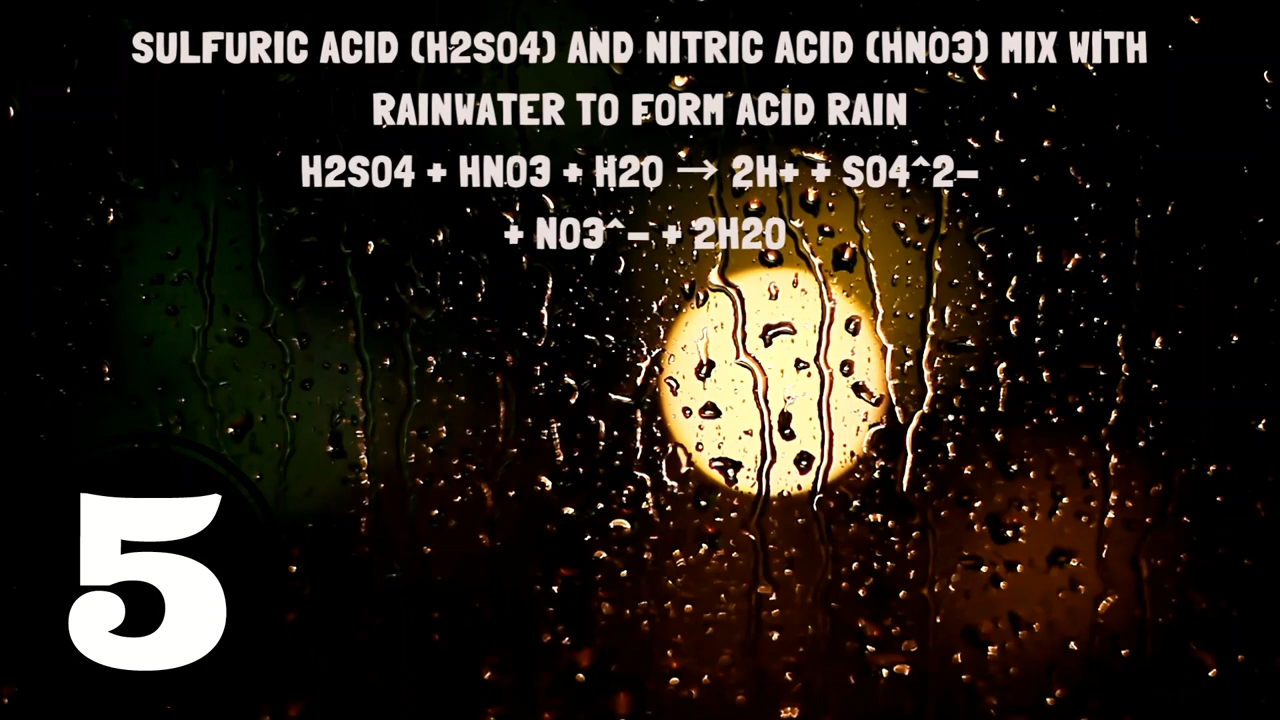 SULFURIC ACID (H2SO4) AND NITRIC ACID (HNO3) MIX WITH
RAINWATER TO FORM ACID RAIN
H2SO4 + HNO3 + H2O → 2H+ + SO4^2-
+ NO3^- + 2H2O
5